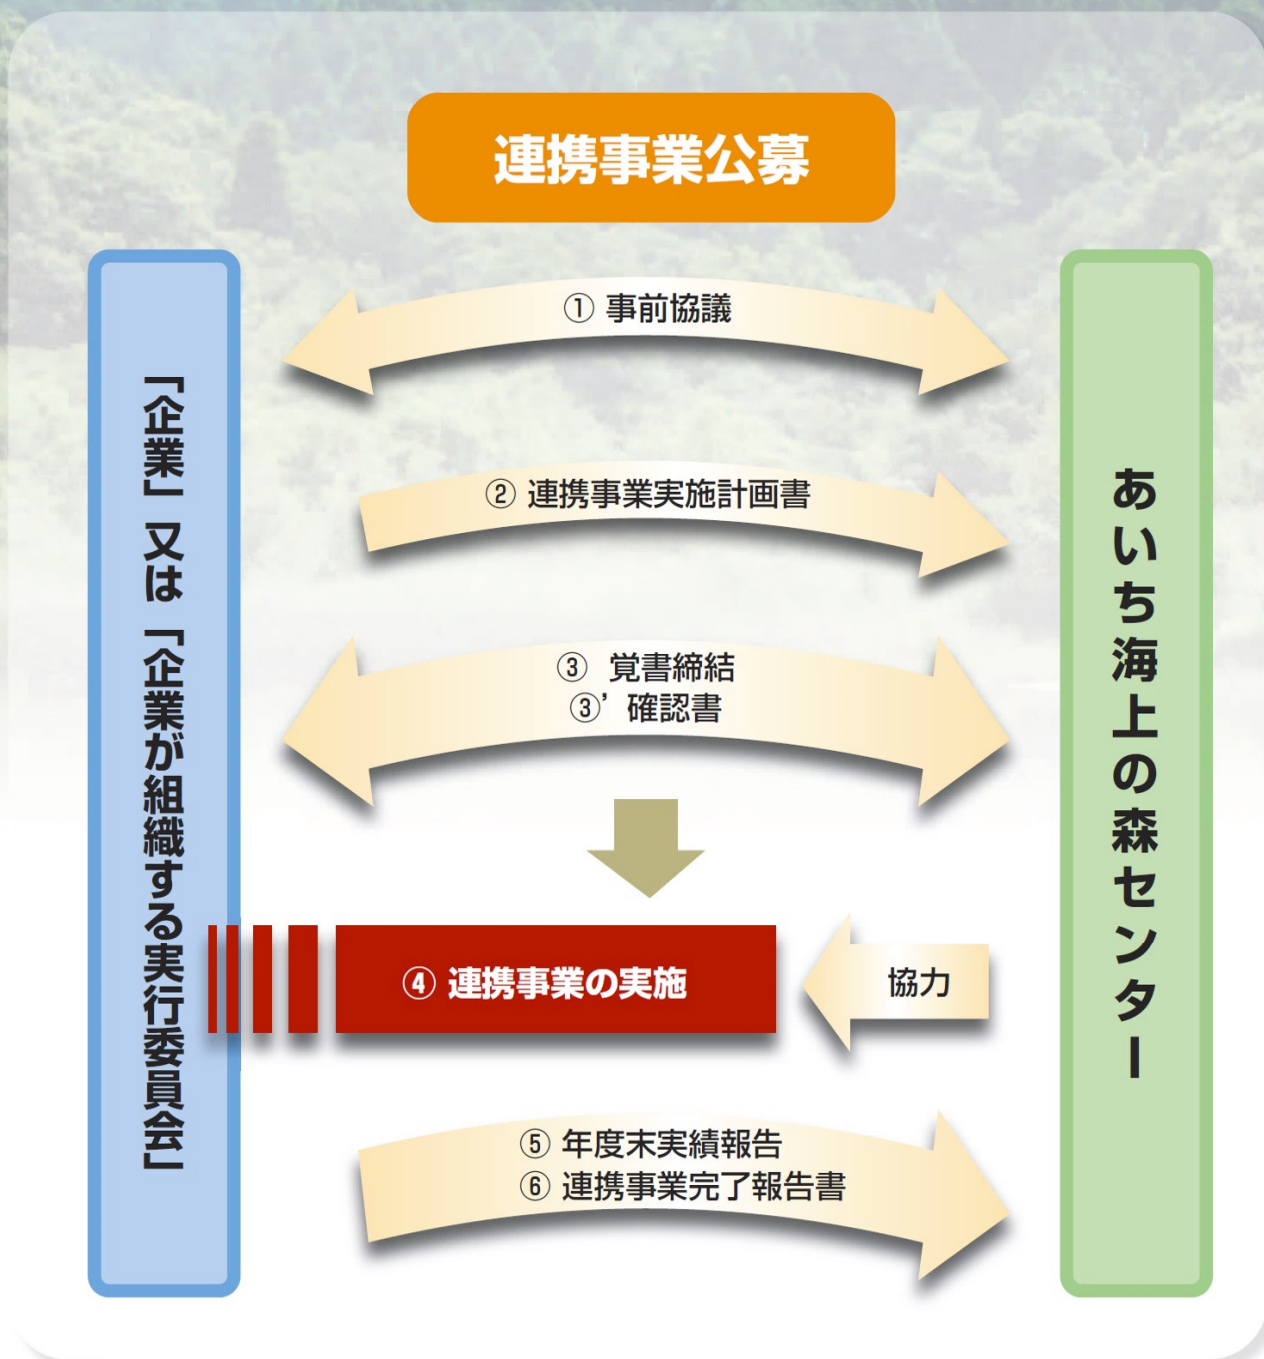 連携事業公募
「企業」又は「企業が組織する実行委員会」
① 事前協議
② 連携事業実施計画書
③ 覚書締結
③’ 確認書
④ 連携事業の実施
協力
⑤ 年度末実績報告
⑥ 連携事業完了報告書
あいち海上の森センター